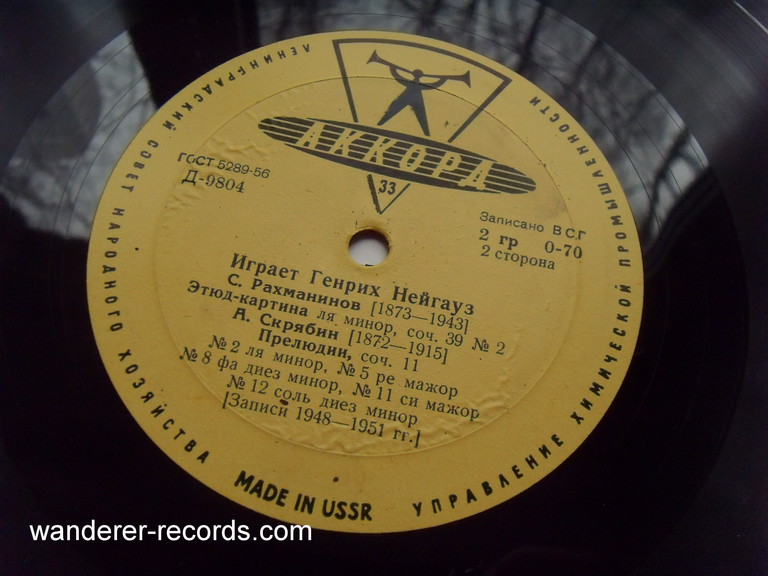 ЛЕНИНГРАДСКИЙ СОВЕТ НАРОДНОГО ХОЗЯЙСТВА
УПРАВЛЕНИЕ ХИМИЧЕСКОЙ ПРОМЫШЛЕННОСТИ
АККОРД
33
ГОСТ 5289-56
Д-9804
Записано В С.Г
2 гр 0-70
2 сторона
Играет Генрих Нейгауз
С. Рахманинов [1873—1943]
Этюд-картина ля минор, соч. 39 № 2
А. Скрябин [1872—1915]
Прелюдии, соч. 11
№ 2 ля минор, № 5 ре мажор
№ 8 фа диез минор, № 11 си мажор
№ 12 соль диез минор
[Записи 1948—1951 гг.]
MADE IN USSR
wanderer-records.com